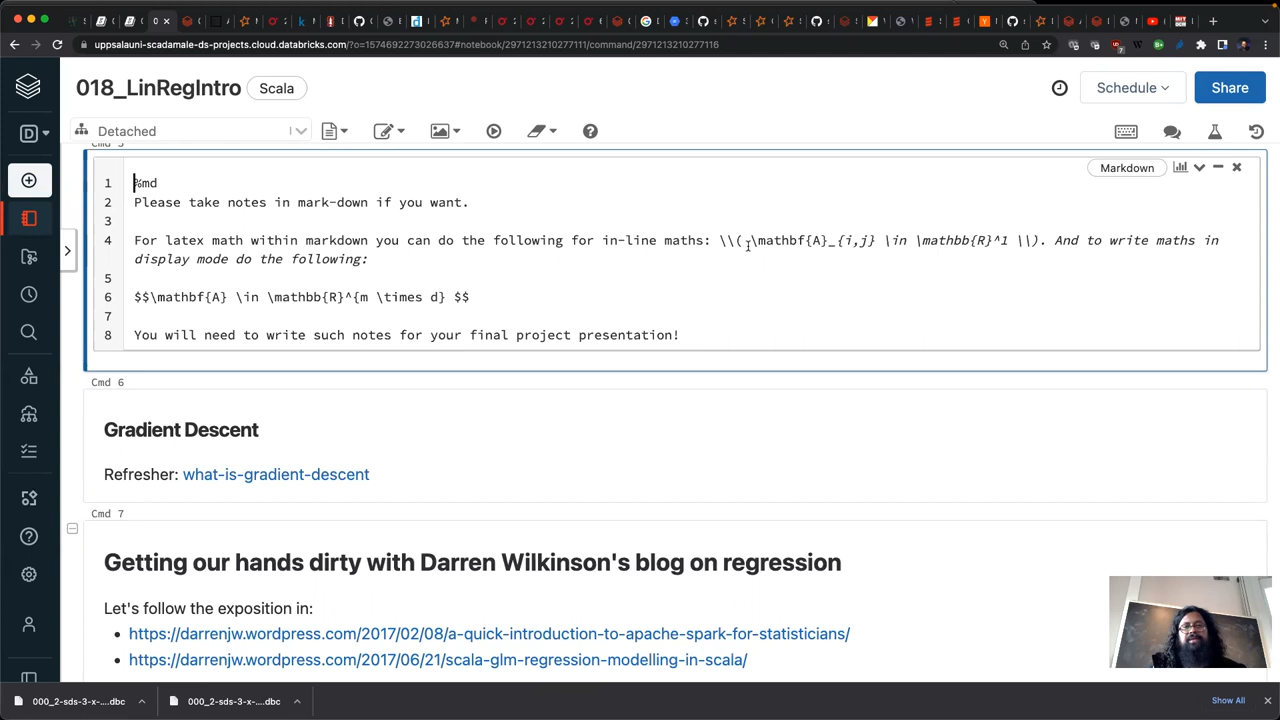 uppsalauni-scadamale-ds-projects.cloud.databricks.com/?o=1574692273026637#notebook/2971213210277111/command/2971213210277116
018_LinRegIntro
Scala
Schedule
Share
D
Detached
Markdown
1 %md
2 Please take notes in mark-down if you want.
3
4 For latex math within markdown you can do the following for in-line maths: \\( \mathbf{A}_{i,j} \in \mathbb{R}^1 \\). And to write maths in
display mode do the following:
5
6 $$\mathbf{A} \in \mathbb{R}^{m \times d} $$
7
8 You will need to write such notes for your final project presentation!
Cmd 6
Gradient Descent
Refresher: what-is-gradient-descent
Cmd 7
Getting our hands dirty with Darren Wilkinson's blog on regression
Let's follow the exposition in:
• https://darrenjw.wordpress.com/2017/02/08/a-quick-introduction-to-apache-spark-for-statisticians/
• https://darrenjw.wordpress.com/2017/06/21/scala-glm-regression-modelling-in-scala/
000_2-sds-3-x-....dbc
000_2-sds-3-x-....dbc
Show All